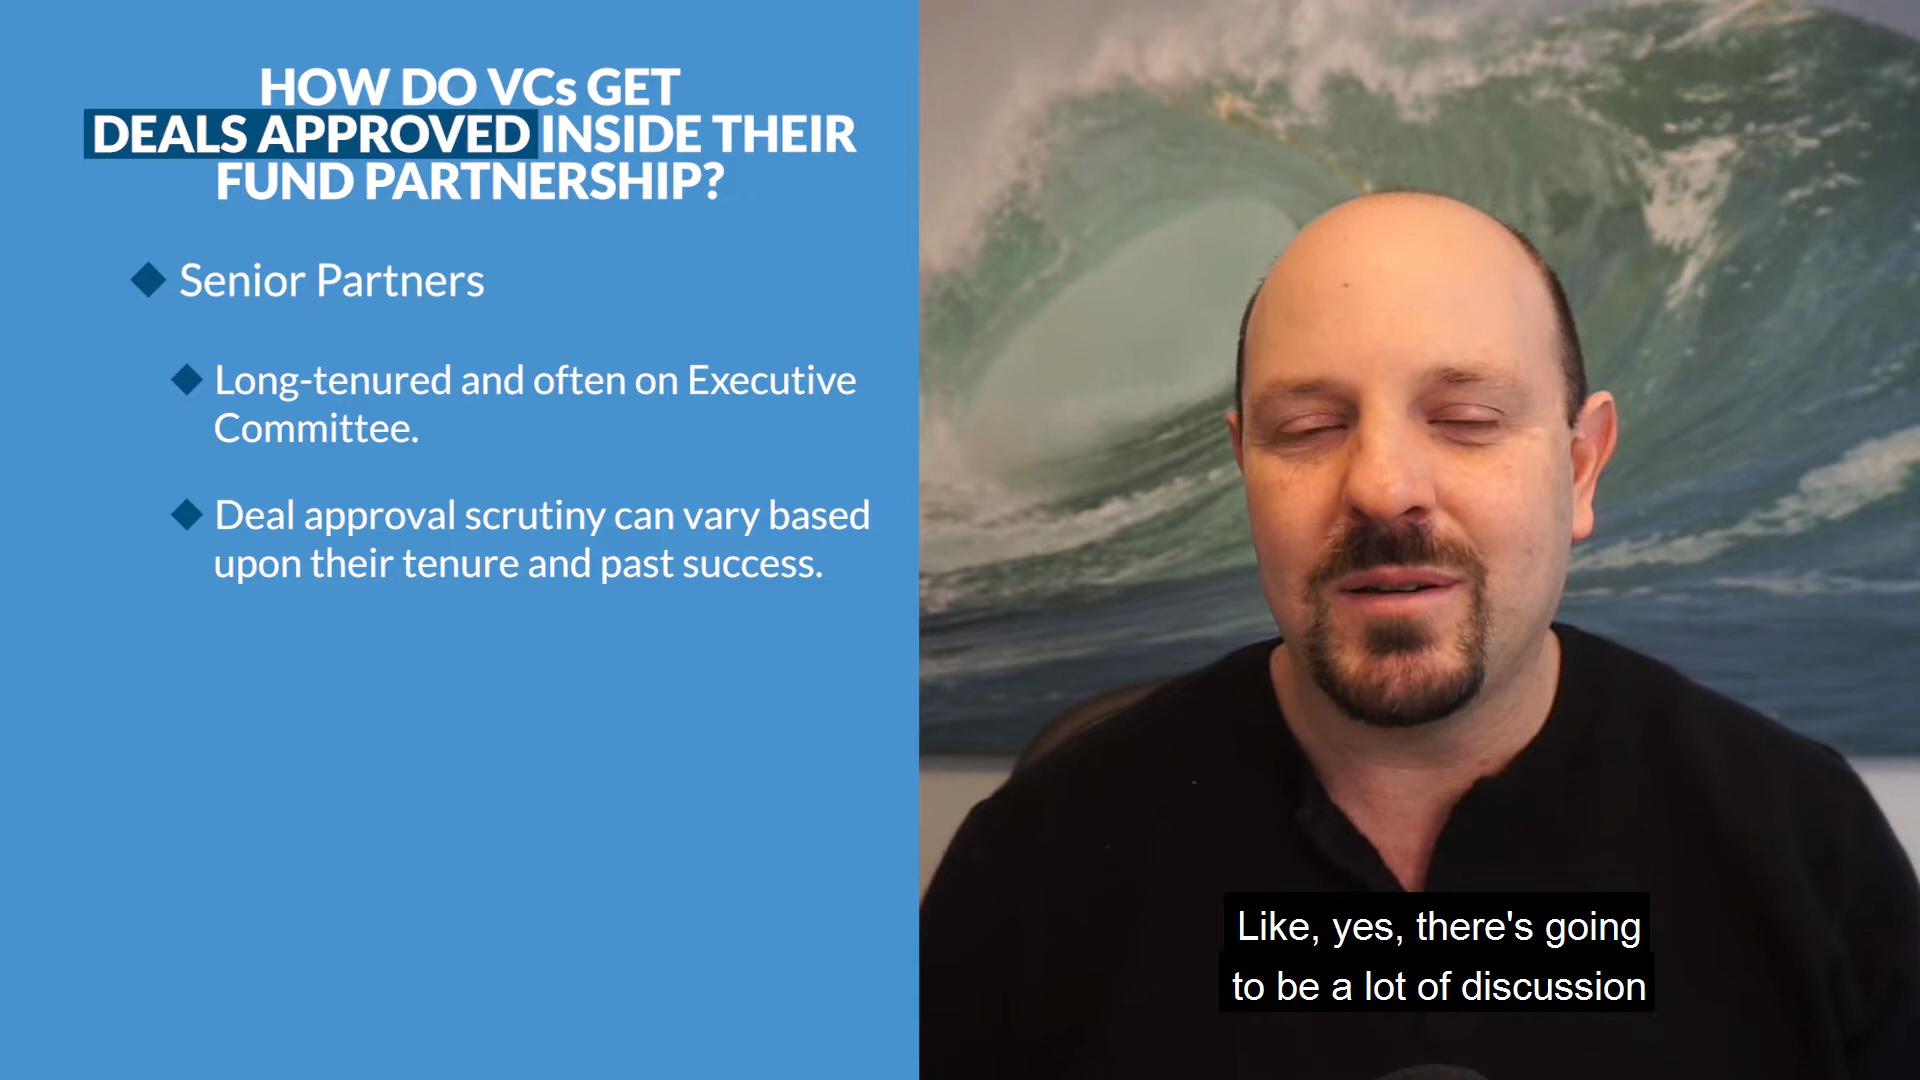 HOW DO VCs GET
DEALS APPROVED INSIDE THEIR
FUND PARTNERSHIP?
Senior Partners
Long-tenured and often on Executive
Committee.
Deal approval scrutiny can vary based
upon their tenure and past success.
Like, yes, there's going
to be a lot of discussion